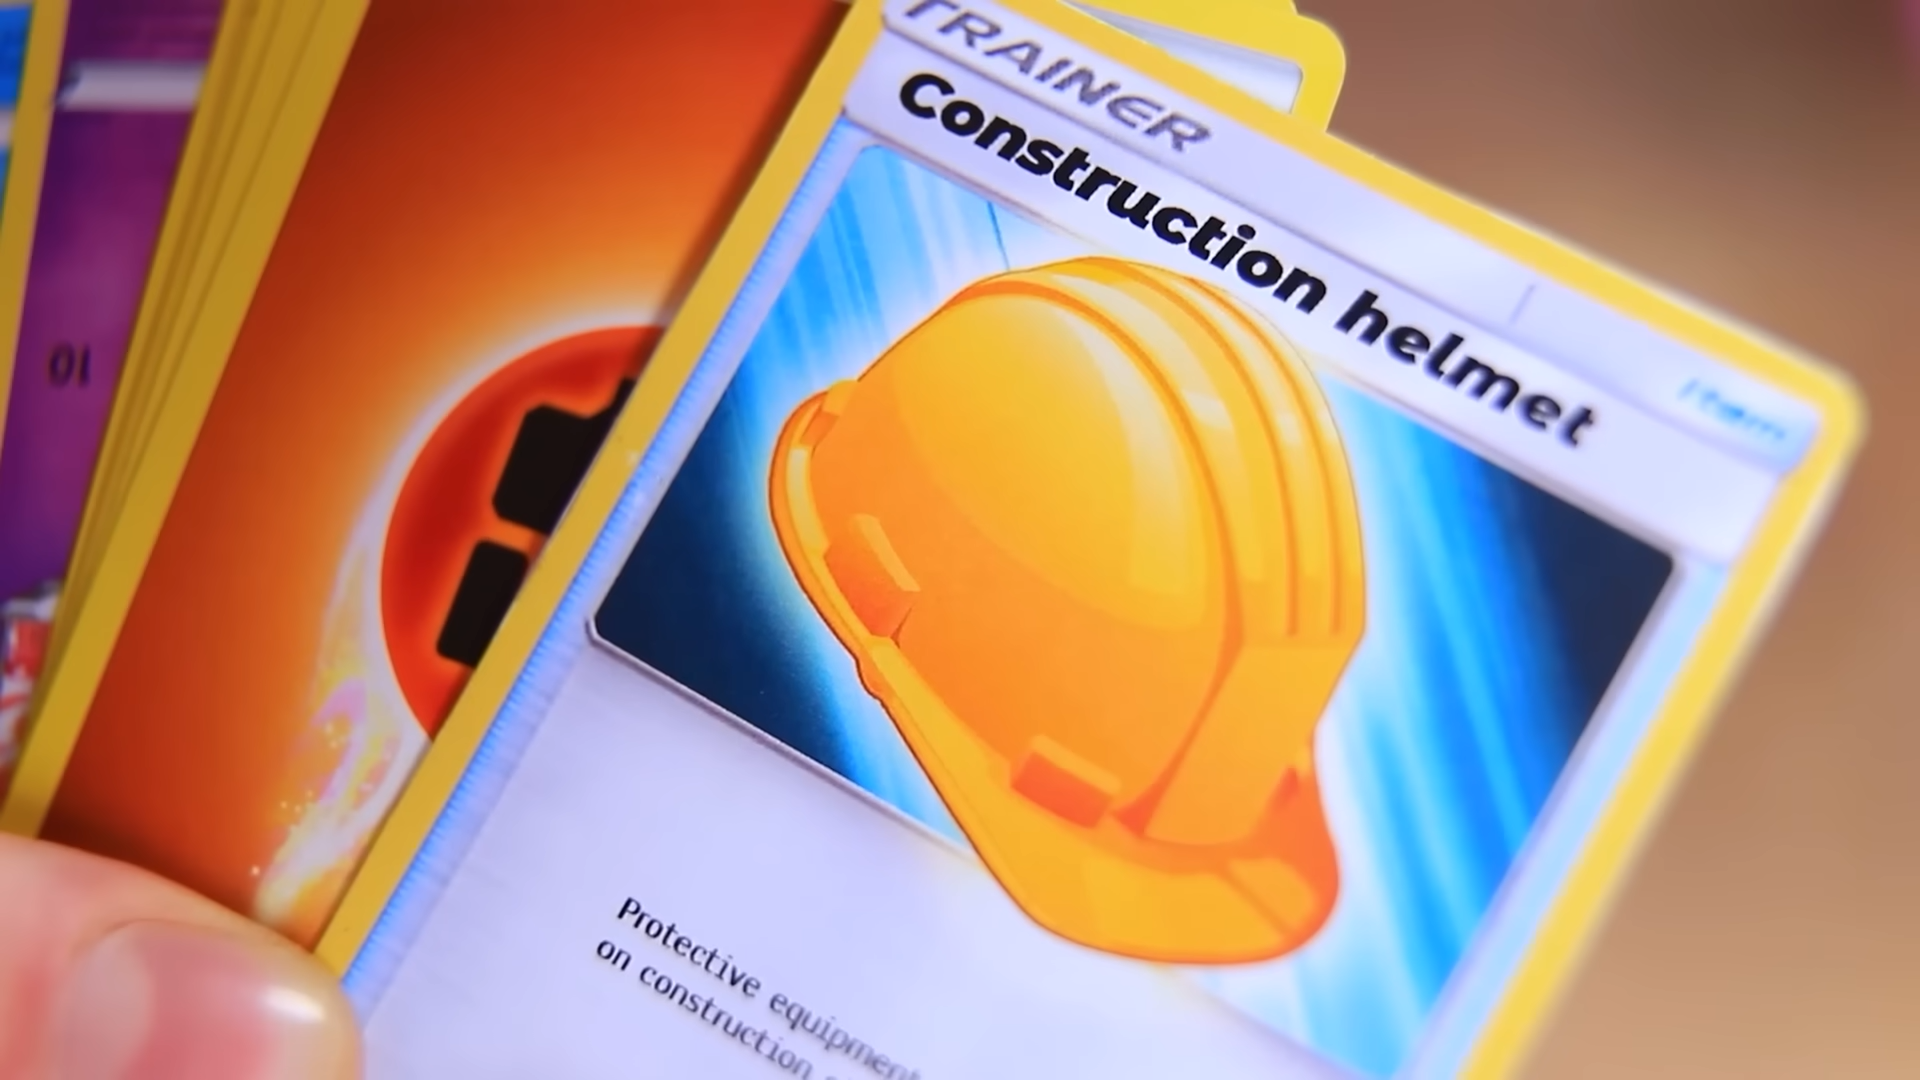 TRAINER
Construction helmet
Item
10
Protective equipment
on construction